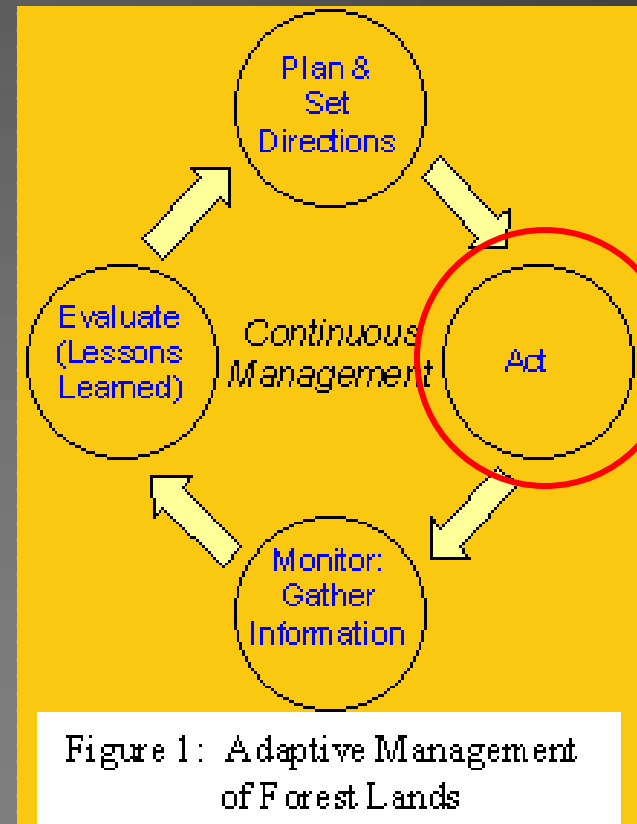 Plan &
Set
Directions
Evaluate
(Lessons
Learned)
Continuous
Management
Act
Monitor:
Gather
Information
Figure 1: Adaptive Management
of Forest Lands